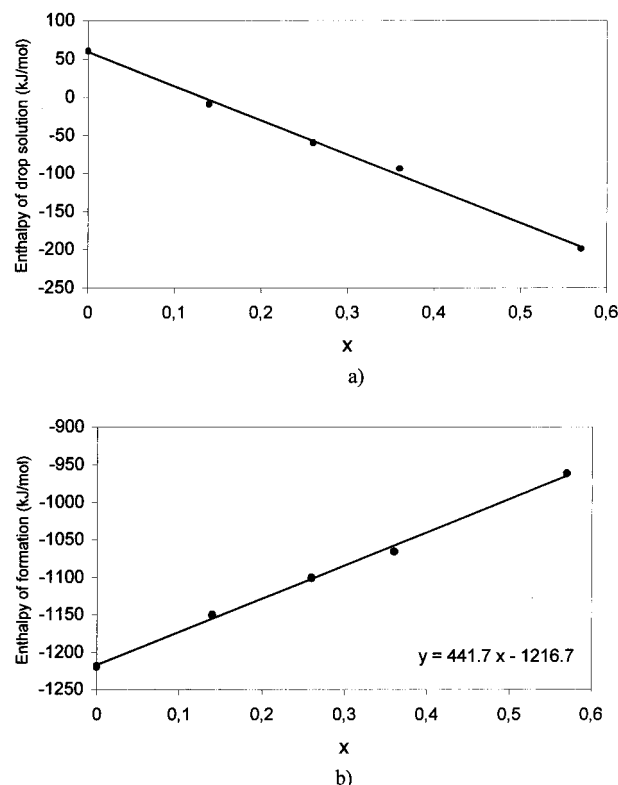 Enthalpy of drop solution (kJ/mol)
100
50
0
-50
-100
-150
-200
-250
0 0,1 0,2 0,3 0,4 0,5 0,6
X
a)
Enthalpy of formation (kJ/mol)
-900
-950
-1000
-1050
-1100
-1150
-1200
-1250
y = 441.7 x - 1216.7
0 0,1 0,2 0,3 0,4 0,5 0,6
X
b)